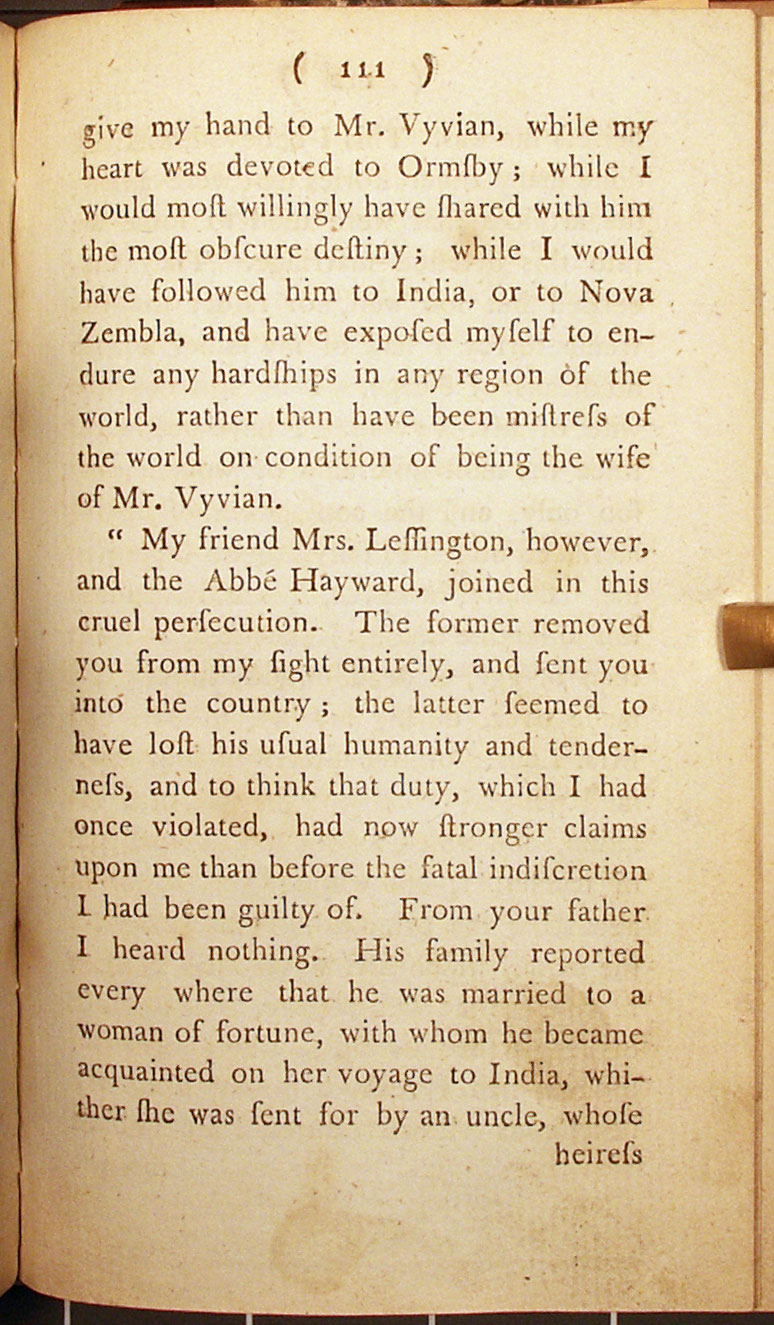 ( 111 )
give my hand to Mr. Vyvian, while my
heart was devoted to Ormſby; while I
would moſt willingly have ſhared with him
the moſt obſcure deſtiny; while I would
have followed him to India, or to Nova
Zembla, and have expoſed myſelf to en-
dure any hardſhips in any region of the
world, rather than have been miſtreſs of
the world on condition of being the wife
of Mr. Vyvian.
“ My friend Mrs. Leſſington, however,
and the Abbé Hayward, joined in this
cruel perſecution. The former removed
you from my ſight entirely, and ſent you
into the country; the latter ſeemed to
have loſt his uſual humanity and tender-
neſs, and to think that duty, which I had
once violated, had now ſtronger claims
upon me than before the fatal indiſcretion
I had been guilty of. From your father
I heard nothing. His family reported
every where that he was married to a
woman of fortune, with whom he became
acquainted on her voyage to India, whi-
ther ſhe was ſent for by an uncle, whoſe
heireſs